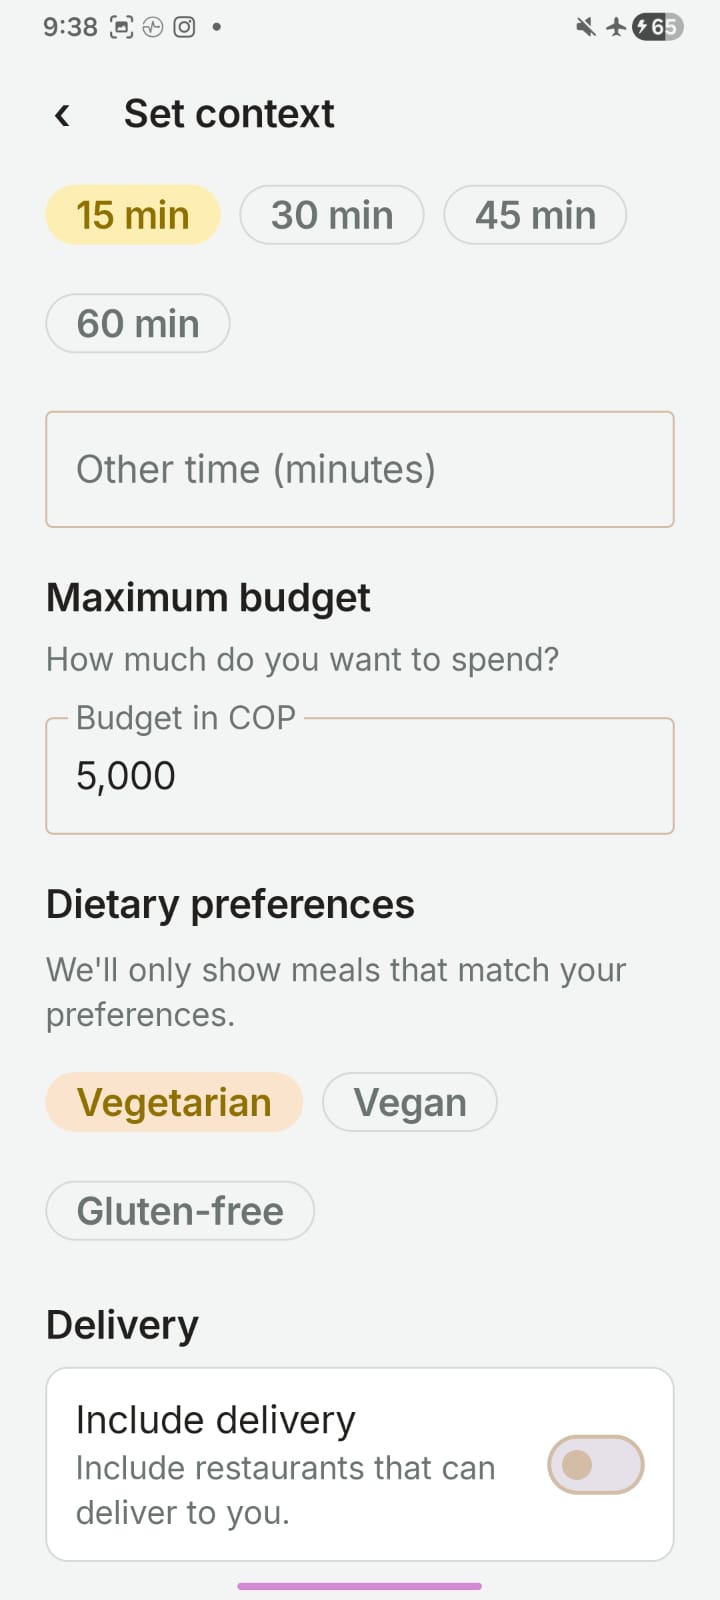 9:38
65
Set context
15 min
30 min
45 min
60 min
Other time (minutes)
Maximum budget
How much do you want to spend?
Budget in COP
5,000
Dietary preferences
We'll only show meals that match your
preferences.
Vegetarian
Vegan
Gluten-free
Delivery
Include delivery
Include restaurants that can
deliver to you.